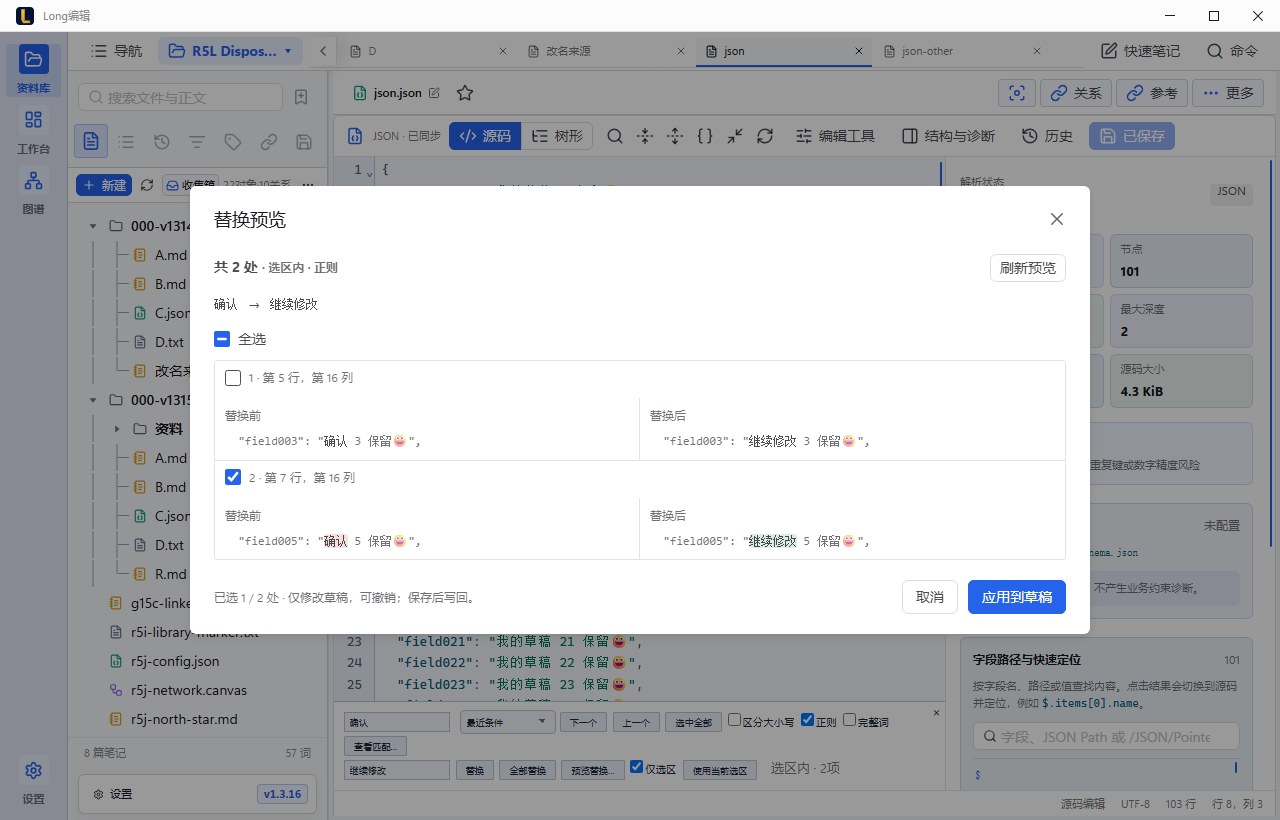 Long编辑
导航
R5L Dispos...
D
改名来源
json
json-other
快速笔记
命令
资料库
工作台
图谱
设置
搜索文件与正文
json.json
关系
参考
更多
JSON · 已同步
源码
树形
编辑工具
结构与诊断
历史
已保存
新建
收集箱
1
{
解析状态
JSON
000-v1314
A.md
B.md
C.json
D.txt
改名来
000-v1315
资料
A.md
B.md
C.json
D.txt
R.md
g15c-linke
r5i-library-marker.txt
r5j-config.json
r5j-network.canvas
r5j-north-star.md
8 篇笔记
57 词
设置
v1.3.16
替换预览
共 2 处 · 选区内 · 正则
刷新预览
确认 → 继续修改
全选
1 · 第 5 行，第 16 列
替换前
替换后
"field003": "确认 3 保留😀",
"field003": "继续修改 3 保留😀",
2 · 第 7 行，第 16 列
替换前
替换后
"field005": "确认 5 保留😀",
"field005": "继续修改 5 保留😀",
已选 1 / 2 处 · 仅修改草稿，可撤销；保存后写回。
取消
应用到草稿
节点
101
最大深度
2
源码大小
4.3 KiB
重复键或数字精度风险
未配置
nema.json
不产生业务约束诊断。
23 "field021": "我的草稿 21 保留😀",
24 "field022": "我的草稿 22 保留😀",
25 "field023": "我的草稿 23 保留😀",
字段路径与快速定位
101
按字段名、路径或值查找内容。点击结果会切换到源码
并定位，例如 $.items[0].name。
字段、JSON Path 或 /JSON/Pointe
$
确认
最近条件
下一个
上一个
选中全部
区分大小写
正则
完整词
×
查看匹配...
继续修改
替换
全部替换
预览替换...
仅选区
使用当前选区
选区内 · 2项
源码编辑
UTF-8
103 行
行 8，列 3